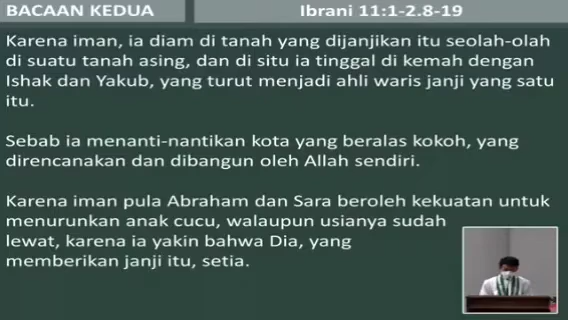 BACAAN KEDUA
Ibrani 11:1-2.8-19
Karena iman, ia diam di tanah yang dijanjikan itu seolah-olah
di suatu tanah asing, dan di situ ia tinggal di kemah dengan
Ishak dan Yakub, yang turut menjadi ahli waris janji yang satu
itu.
Sebab ia menanti-nantikan kota yang beralas kokoh, yang
direncanakan dan dibangun oleh Allah sendiri.
Karena iman pula Abraham dan Sara beroleh kekuatan untuk
menurunkan anak cucu, walaupun usianya sudah
lewat, karena ia yakin bahwa Dia, yang
memberikan janji itu, setia.